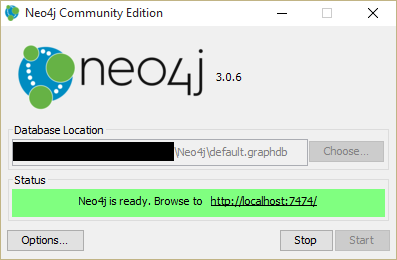 Neo4j Community Edition
neo4j 3.0.6
Database Location
\Neo4j\default.graphdb Choose...
Status
Neo4j is ready. Browse to http://localhost:7474/
Options... Stop Start